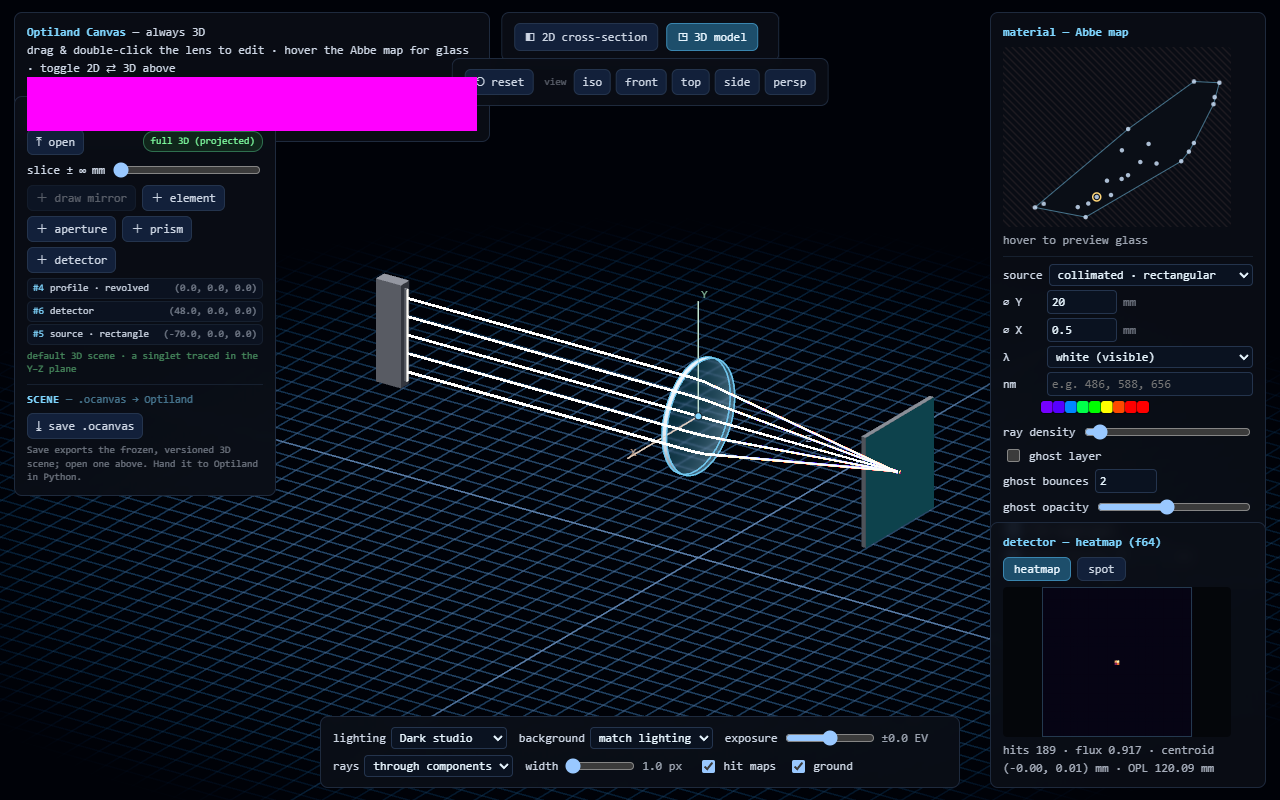 Optiland Canvas — always 3D
drag & double-click the lens to edit · hover the Abbe map for glass
· toggle 2D ⇄ 3D above
2D cross-section
3D model
reset
view
iso
front
top
side
persp
open
full 3D (projected)
slice ± ∞ mm
+ draw mirror
+ element
+ aperture
+ prism
+ detector
#4 profile · revolved (0.0, 0.0, 0.0)
#6 detector (48.0, 0.0, 0.0)
#5 source · rectangle (-70.0, 0.0, 0.0)
default 3D scene · a singlet traced in the
Y-Z plane
SCENE — .ocanvas → Optiland
save .ocanvas
Save exports the frozen, versioned 3D
scene; open one above. Hand it to Optiland
in Python.
Y
X
material — Abbe map
hover to preview glass
source collimated · rectangular
⌀ Y 20 mm
⌀ X 0.5 mm
λ white (visible)
nm e.g. 486, 588, 656
ray density
ghost layer
ghost bounces 2
ghost opacity
detector — heatmap (f64)
heatmap
spot
hits 189 · flux 0.917 · centroid
(-0.00, 0.01) mm · OPL 120.09 mm
lighting Dark studio background match lighting exposure ±0.0 EV
rays through components width 1.0 px hit maps ground